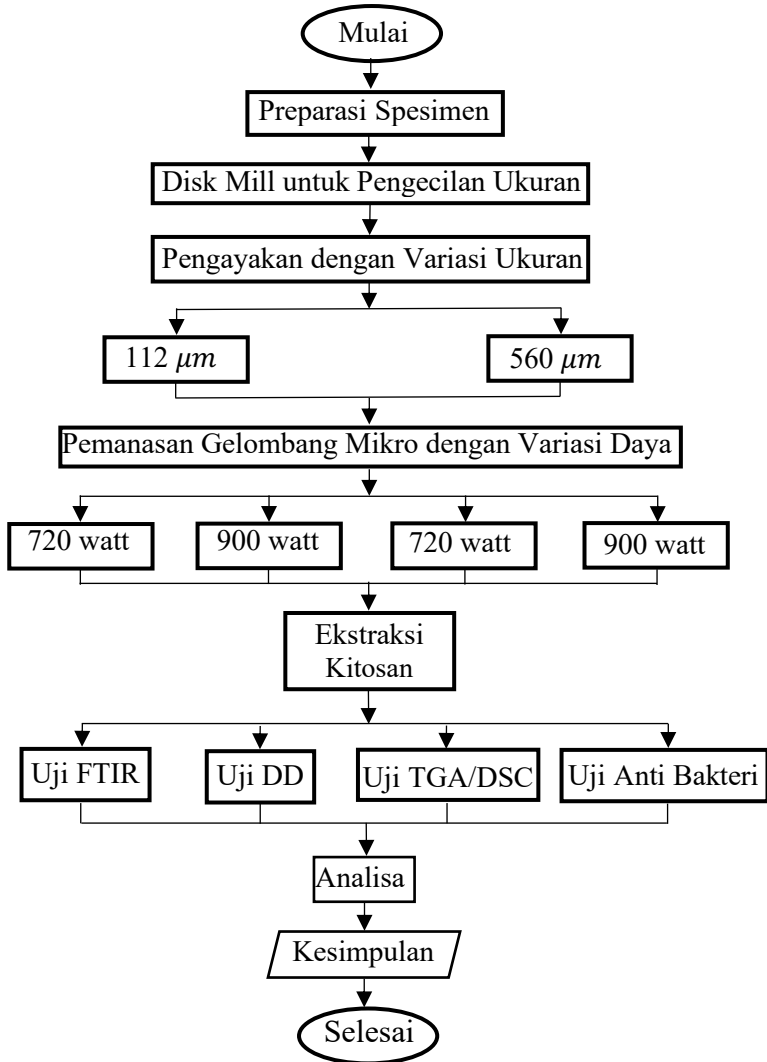 Mulai
Preparasi Spesimen
Disk Mill untuk Pengecilan Ukuran
Pengayakan dengan Variasi Ukuran
112 𝜇𝑚
560 𝜇𝑚
Pemanasan Gelombang Mikro dengan Variasi Daya
720 watt
900 watt
720 watt
900 watt
Ekstraksi
Kitosan
Uji FTIR
Uji DD
Uji TGA/DSC
Uji Anti Bakteri
Analisa
Kesimpulan
Selesai